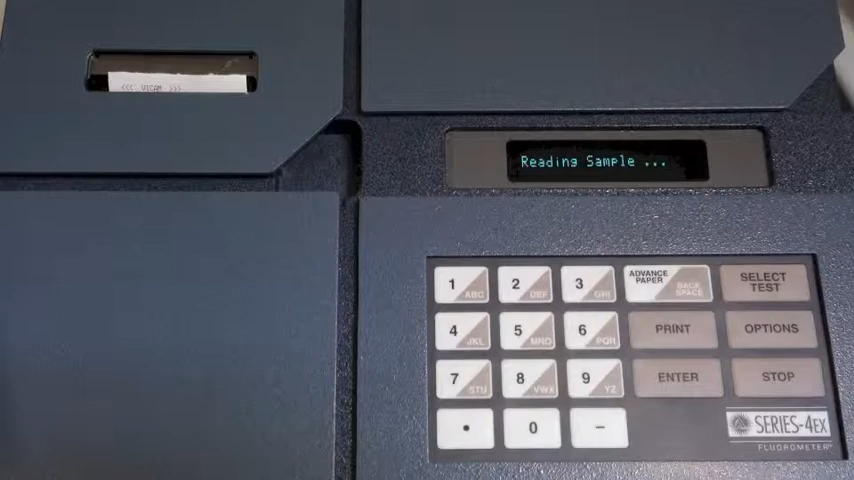 <<< VICAM >>>
Reading Sample ...
1 ABC 2 DEF 3 GHI ADVANCE PAPER BACK SPACE SELECT TEST
4 JKL 5 MNO 6 PQR PRINT OPTIONS
7 STU 8 VWX 9 YZ ENTER STOP
• 0 –
SERIES-4EX
FLUOROMETER™